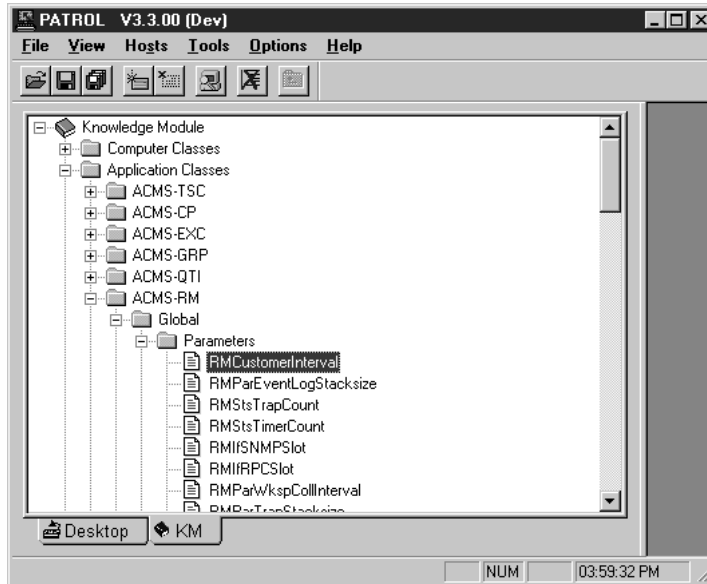 PATROL V3.3.00 (Dev)
File View Hosts Tools Options Help
Knowledge Module
Computer Classes
Application Classes
ACMS-TSC
ACMS-CP
ACMS-EXC
ACMS-GRP
ACMS-QTI
ACMS-RM
Global
Parameters
RMCustomerInterval
RMParEventLogStacksize
RMStsTrapCount
RMStsTimerCount
RMIfSNMPSlot
RMIfRPCSlot
RMParWkspCollInterval
RMParTrapStacksize
Desktop KM
NUM 03:59:32 PM